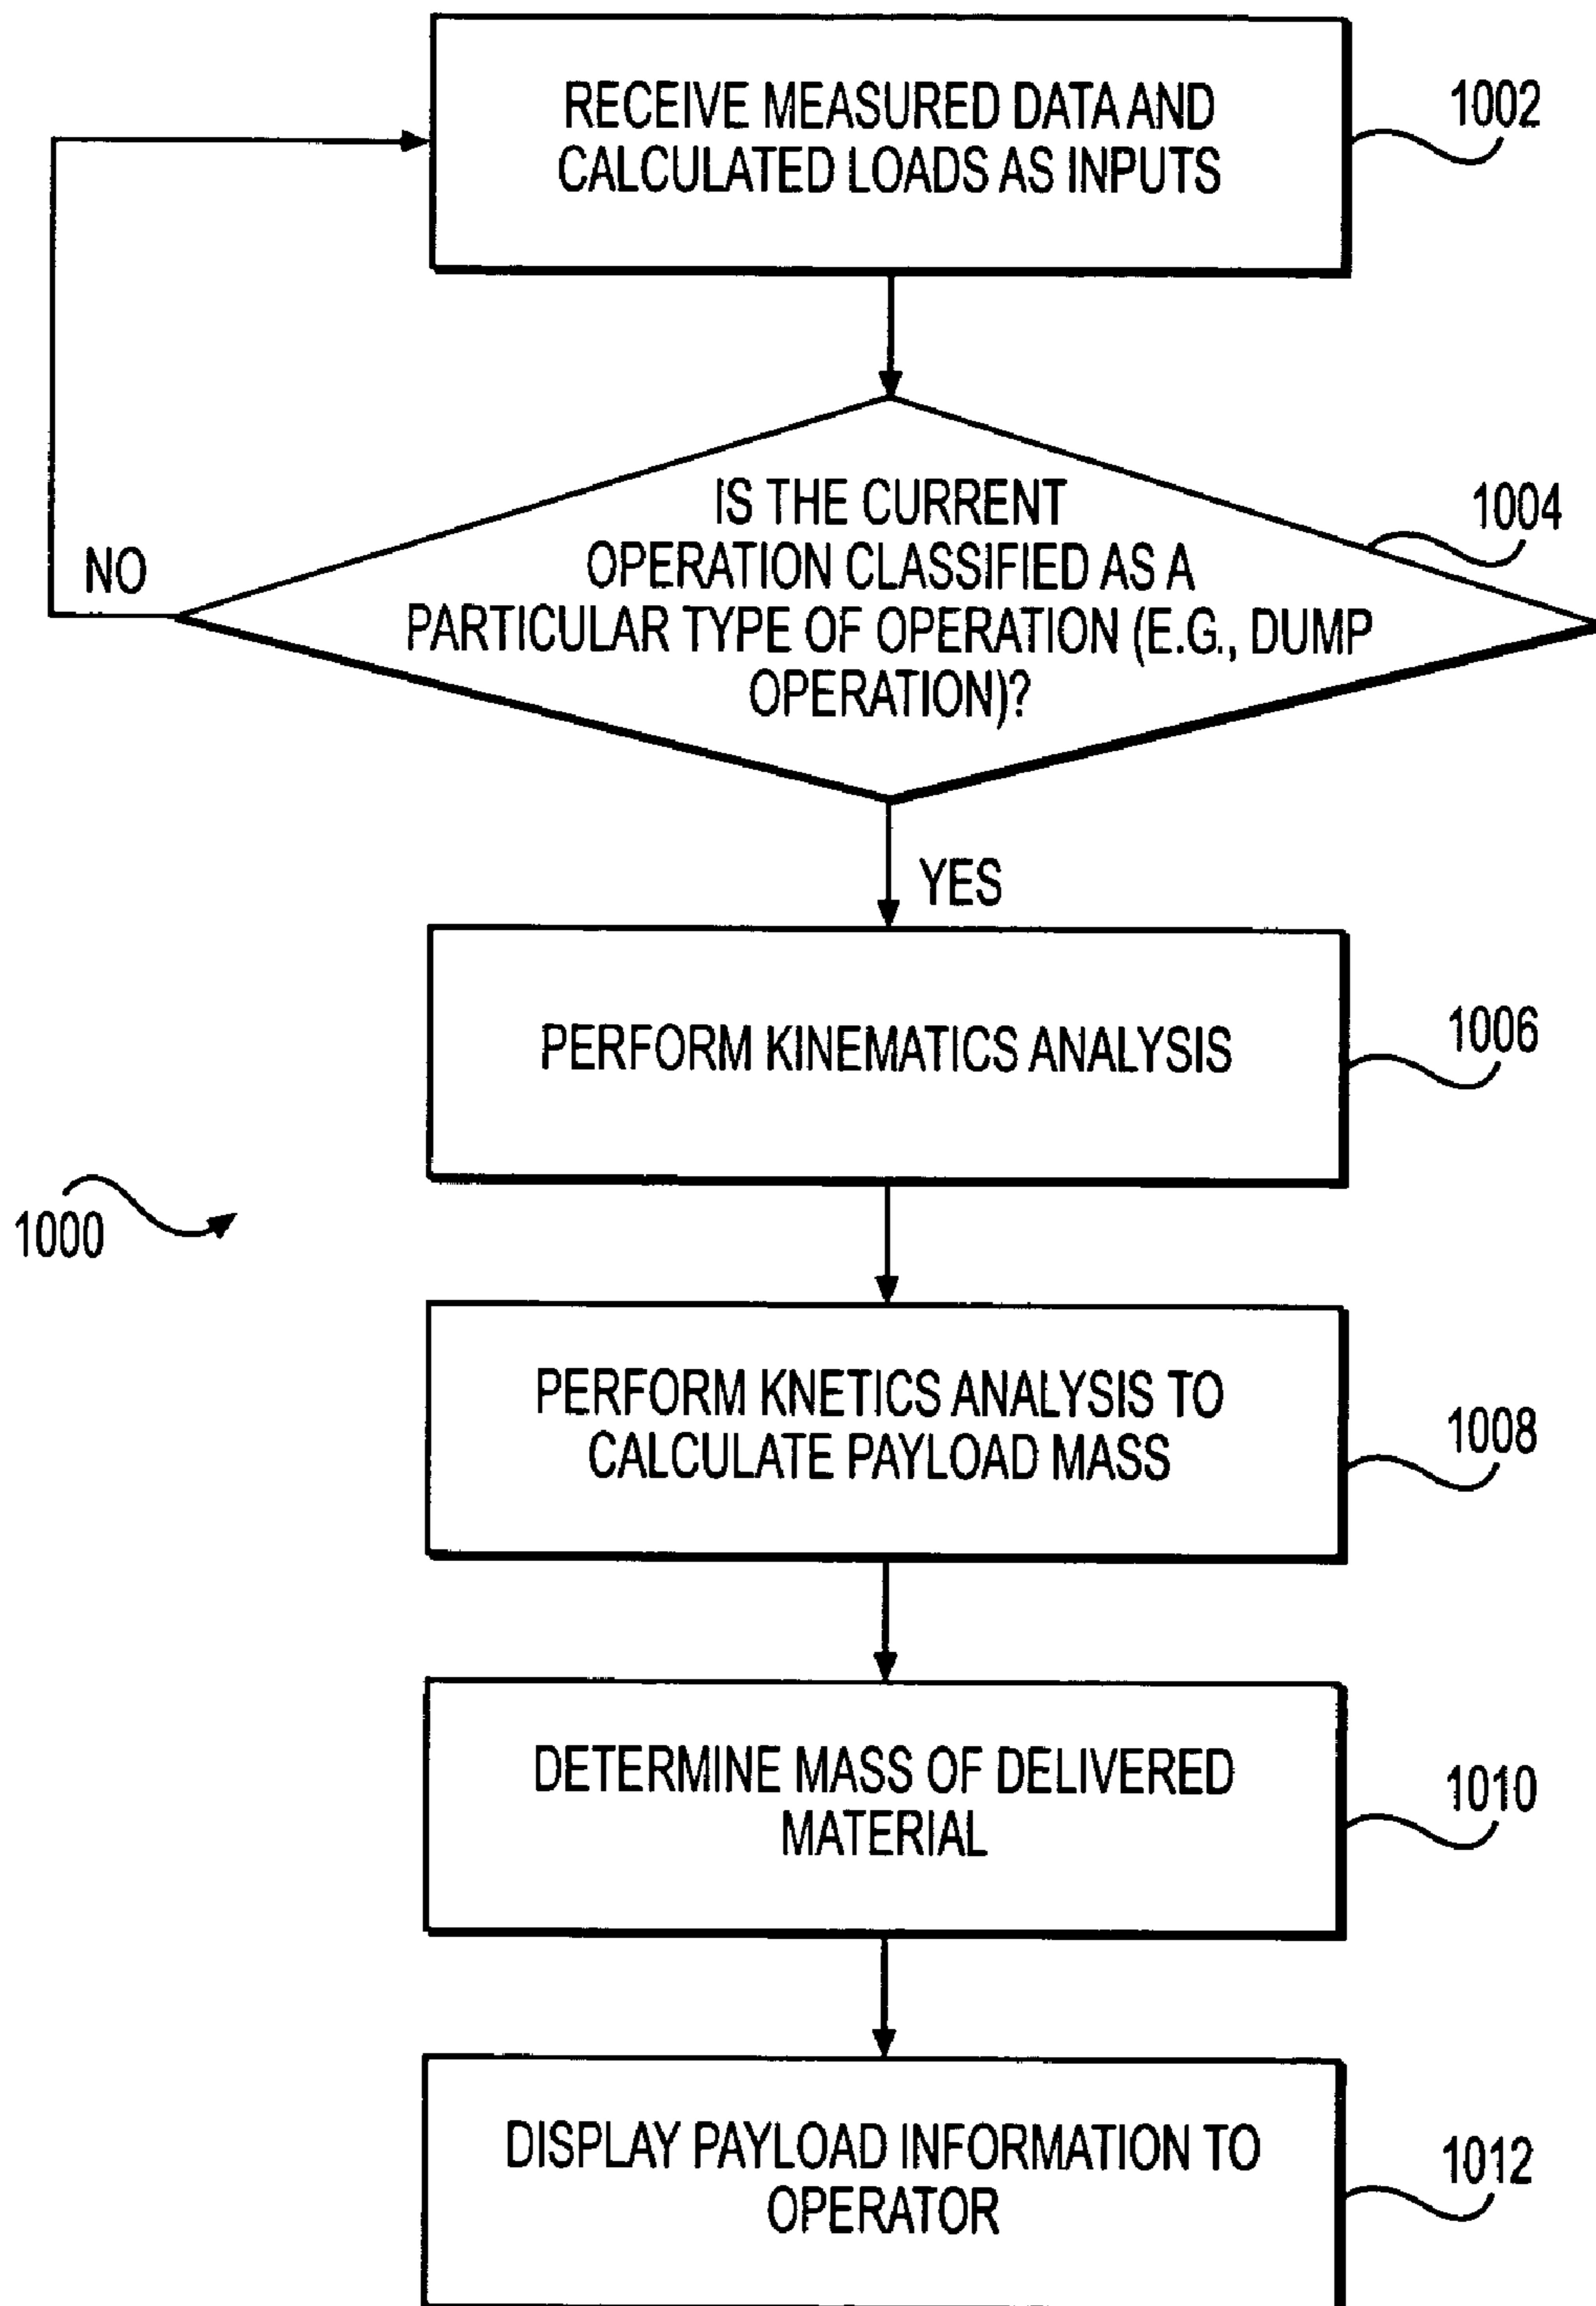 RECEIVE MEASURED DATA AND
CALCULATED LOADS AS INPUTS
1002
IS THE CURRENT
OPERATION CLASSIFIED AS A
PARTICULAR TYPE OF OPERATION (E.G., DUMP
OPERATION)?
1004
NO
YES
PERFORM KINEMATICS ANALYSIS
1006
1000
PERFORM KNETICS ANALYSIS TO
CALCULATE PAYLOAD MASS
1008
DETERMINE MASS OF DELIVERED
MATERIAL
1010
DISPLAY PAYLOAD INFORMATION TO
OPERATOR
1012